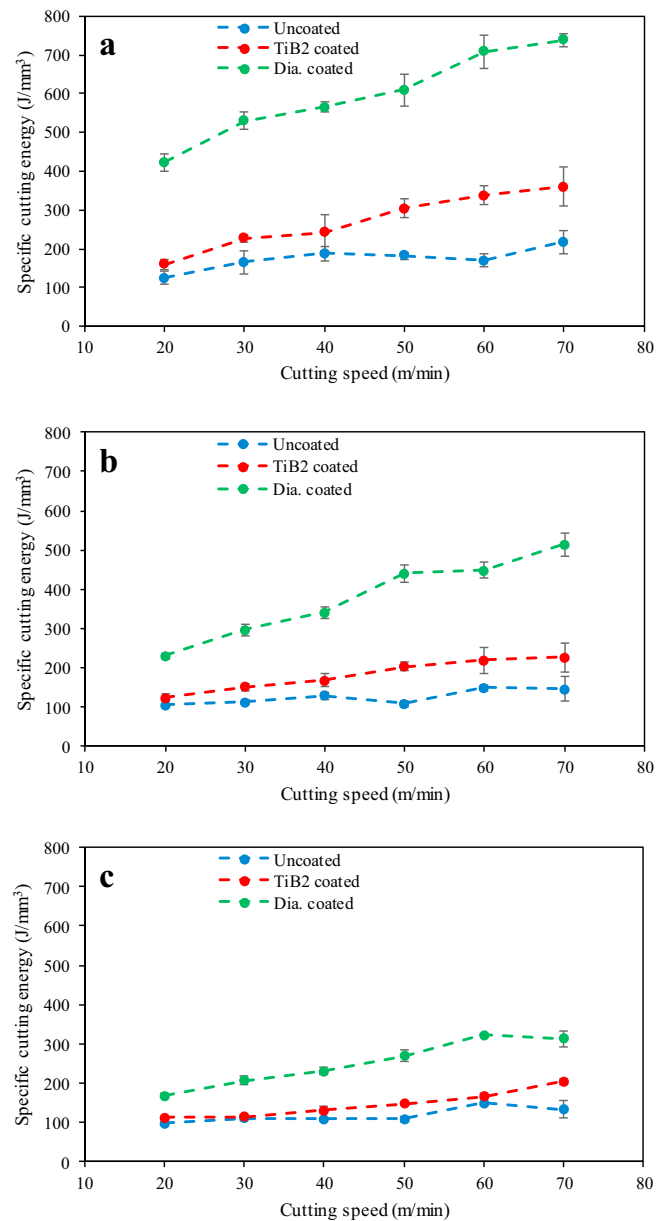 a
Uncoated
TiB2 coated
Dia. coated
Specific cutting energy (J/mm³)
800
700
600
500
400
300
200
100
0
10 20 30 40 50 60 70 80
Cutting speed (m/min)
b
Uncoated
TiB2 coated
Dia. coated
Specific cutting energy (J/mm³)
800
700
600
500
400
300
200
100
0
10 20 30 40 50 60 70 80
Cutting speed (m/min)
c
Uncoated
TiB2 coated
Dia. coated
Specific cutting energy (J/mm³)
800
700
600
500
400
300
200
100
0
10 20 30 40 50 60 70 80
Cutting speed (m/min)